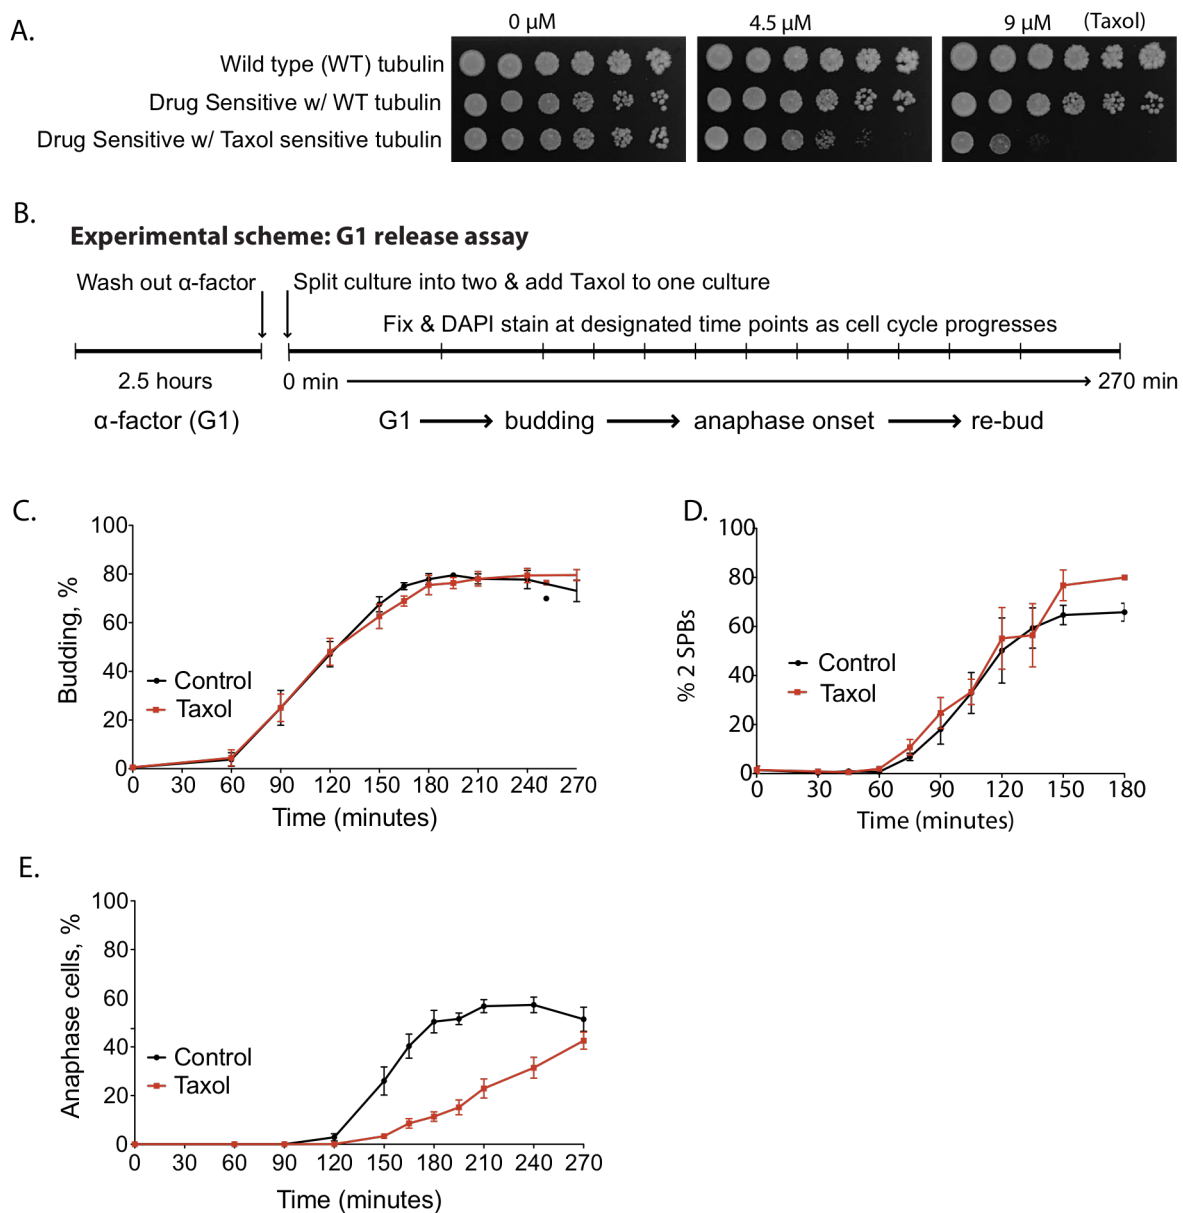 A.
0 µM 4.5 µM 9 µM (Taxol)
Wild type (WT) tubulin
Drug Sensitive w/ WT tubulin
Drug Sensitive w/ Taxol sensitive tubulin
B.
Experimental scheme: G1 release assay
Wash out α-factor
Split culture into two & add Taxol to one culture
Fix & DAPI stain at designated time points as cell cycle progresses
2.5 hours
0 min
270 min
α-factor (G1)
G1 budding anaphase onset re-bud
C.
Budding, %
100
80
60
40
20
0
Control
Taxol
0 30 60 90 120 150 180 210 240 270
Time (minutes)
D.
% 2 SPBs
100
80
60
40
20
0
Control
Taxol
0 30 60 90 120 150 180
Time (minutes)
E.
Anaphase cells, %
100
80
60
40
20
0
Control
Taxol
0 30 60 90 120 150 180 210 240 270
Time (minutes)